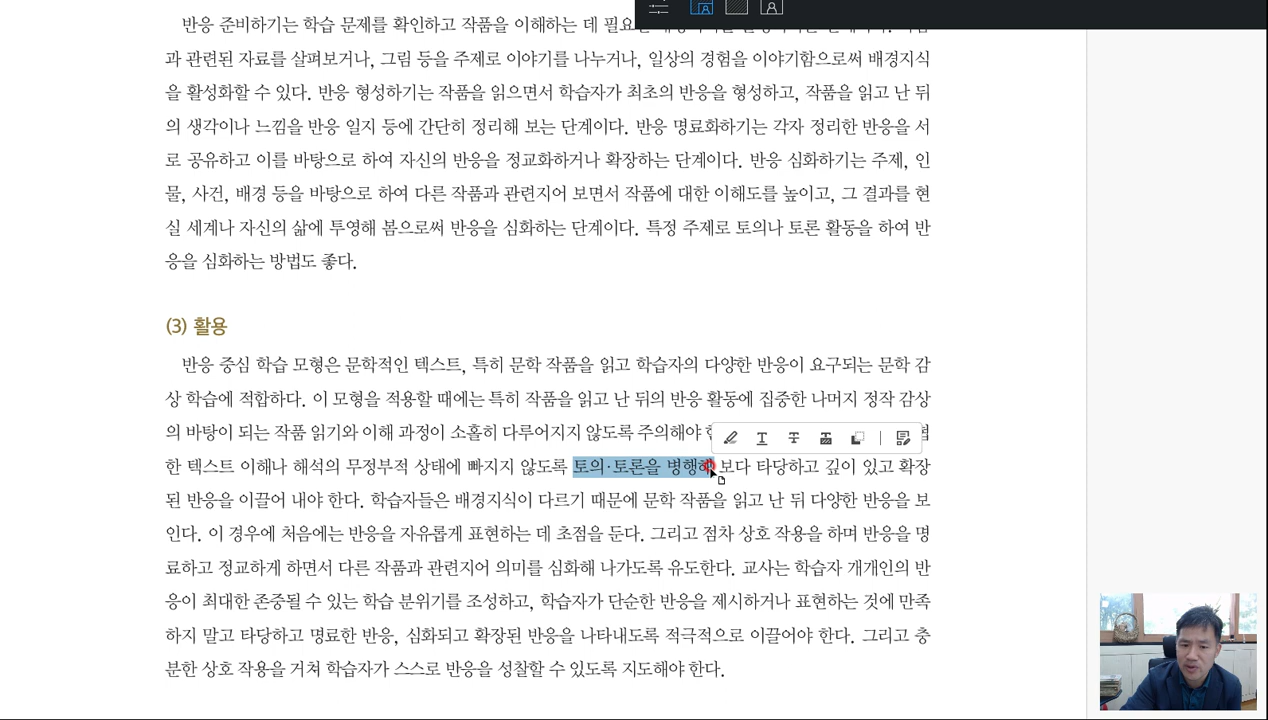 반응 준비하기는 학습 문제를 확인하고 작품을 이해하는 데 필요
과 관련된 자료를 살펴보거나, 그림 등을 주제로 이야기를 나누거나, 일상의 경험을 이야기함으로써 배경지식
을 활성화할 수 있다. 반응 형성하기는 작품을 읽으면서 학습자가 최초의 반응을 형성하고, 작품을 읽고 난 뒤
의 생각이나 느낌을 반응 일지 등에 간단히 정리해 보는 단계이다. 반응 명료화하기는 각자 정리한 반응을 서
로 공유하고 이를 바탕으로 하여 자신의 반응을 정교화하거나 확장하는 단계이다. 반응 심화하기는 주제, 인
물, 사건, 배경 등을 바탕으로 하여 다른 작품과 관련지어 보면서 작품에 대한 이해도를 높이고, 그 결과를 현
실 세계나 자신의 삶에 투영해 봄으로써 반응을 심화하는 단계이다. 특정 주제로 토의나 토론 활동을 하여 반
응을 심화하는 방법도 좋다.
(3) 활용
반응 중심 학습 모형은 문학적인 텍스트, 특히 문학 작품을 읽고 학습자의 다양한 반응이 요구되는 문학 감
상 학습에 적합하다. 이 모형을 적용할 때에는 특히 작품을 읽고 난 뒤의 반응 활동에 집중한 나머지 정작 감상
의 바탕이 되는 작품 읽기와 이해 과정이 소홀히 다루어지지 않도록 주의해야
한 텍스트 이해나 해석의 무정부적 상태에 빠지지 않도록 토의·토론을 병행하 보다 타당하고 깊이 있고 확장
된 반응을 이끌어 내야 한다. 학습자들은 배경지식이 다르기 때문에 문학 작품을 읽고 난 뒤 다양한 반응을 보
인다. 이 경우에 처음에는 반응을 자유롭게 표현하는 데 초점을 둔다. 그리고 점차 상호 작용을 하며 반응을 명
료하고 정교하게 하면서 다른 작품과 관련지어 의미를 심화해 나가도록 유도한다. 교사는 학습자 개개인의 반
응이 최대한 존중될 수 있는 학습 분위기를 조성하고, 학습자가 단순한 반응을 제시하거나 표현하는 것에 만족
하지 말고 타당하고 명료한 반응, 심화되고 확장된 반응을 나타내도록 적극적으로 이끌어야 한다. 그리고 충
분한 상호 작용을 거쳐 학습자가 스스로 반응을 성찰할 수 있도록 지도해야 한다.